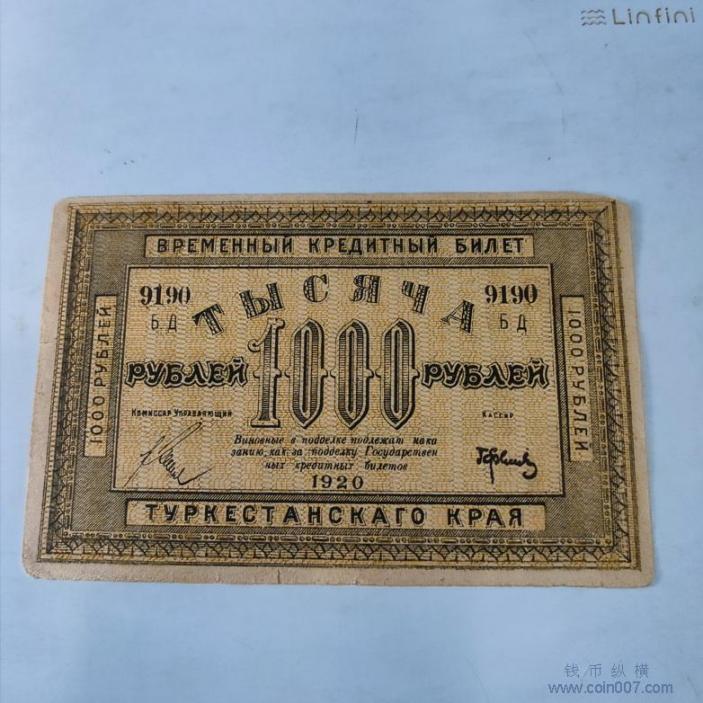 Linfini
ВРЕМЕННЫЙ КРЕДИТНЫЙ БИЛЕТ
9190 ТЫСЯЧА 9190
БД БД
1000 РУБЛЕЙ
РУБЛЕЙ 1000 РУБЛЕЙ
1000 РУБЛЕЙ
Комиссар Управляющий
Кассир
Виновные в подделке подлежат нака
занию, как за подделку Государствен
ных кредитных билетов
1920
ТУРКЕСТАНСКАГО КРАЯ
钱币纵横
www.coin007.com